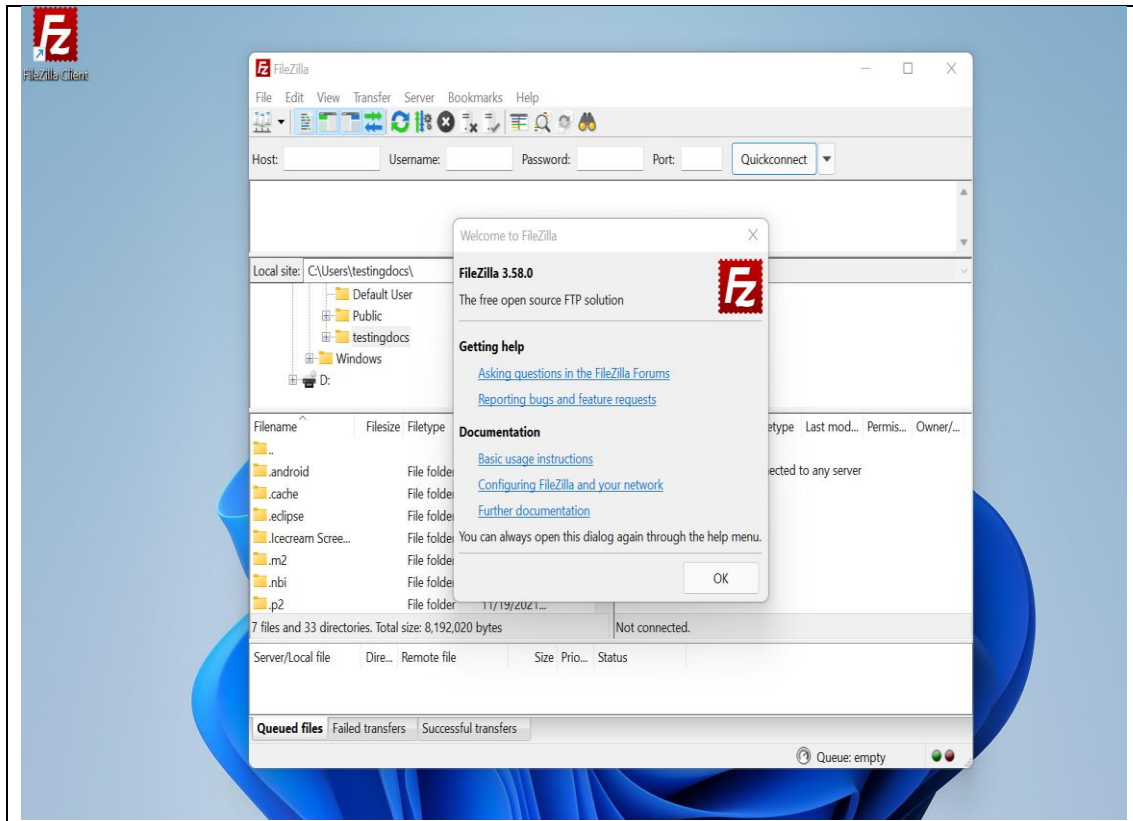 FileZilla Client
FileZilla
File Edit View Transfer Server Bookmarks Help
Host: Username: Password: Port: Quickconnect
Welcome to FileZilla
FileZilla 3.58.0
The free open source FTP solution
Getting help
Asking questions in the FileZilla Forums
Reporting bugs and feature requests
Documentation
Basic usage instructions
Configuring FileZilla and your network
Further documentation
You can always open this dialog again through the help menu.
OK
Local site: C:\Users\testingdocs\
Default User
Public
testingdocs
Windows
D:
Filename Filesize Filetype
..
.android File folder
.cache File folde
.eclipse File folde
.Icecream Scree... File folde
.m2 File folde
.nbi File folde
.p2 File folder 11/19/2021...
etype Last mod... Permis... Owner/...
ected to any server
7 files and 33 directories. Total size: 8,192,020 bytes
Not connected.
Server/Local file Dire... Remote file Size Prio... Status
Queued files Failed transfers Successful transfers
Queue: empty